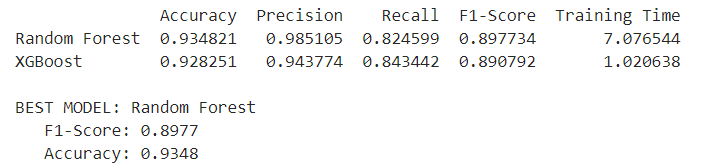 Accuracy Precision Recall F1-Score Training Time
Random Forest 0.934821 0.985105 0.824599 0.897734 7.076544
XGBoost 0.928251 0.943774 0.843442 0.890792 1.020638
BEST MODEL: Random Forest
F1-Score: 0.8977
Accuracy: 0.9348